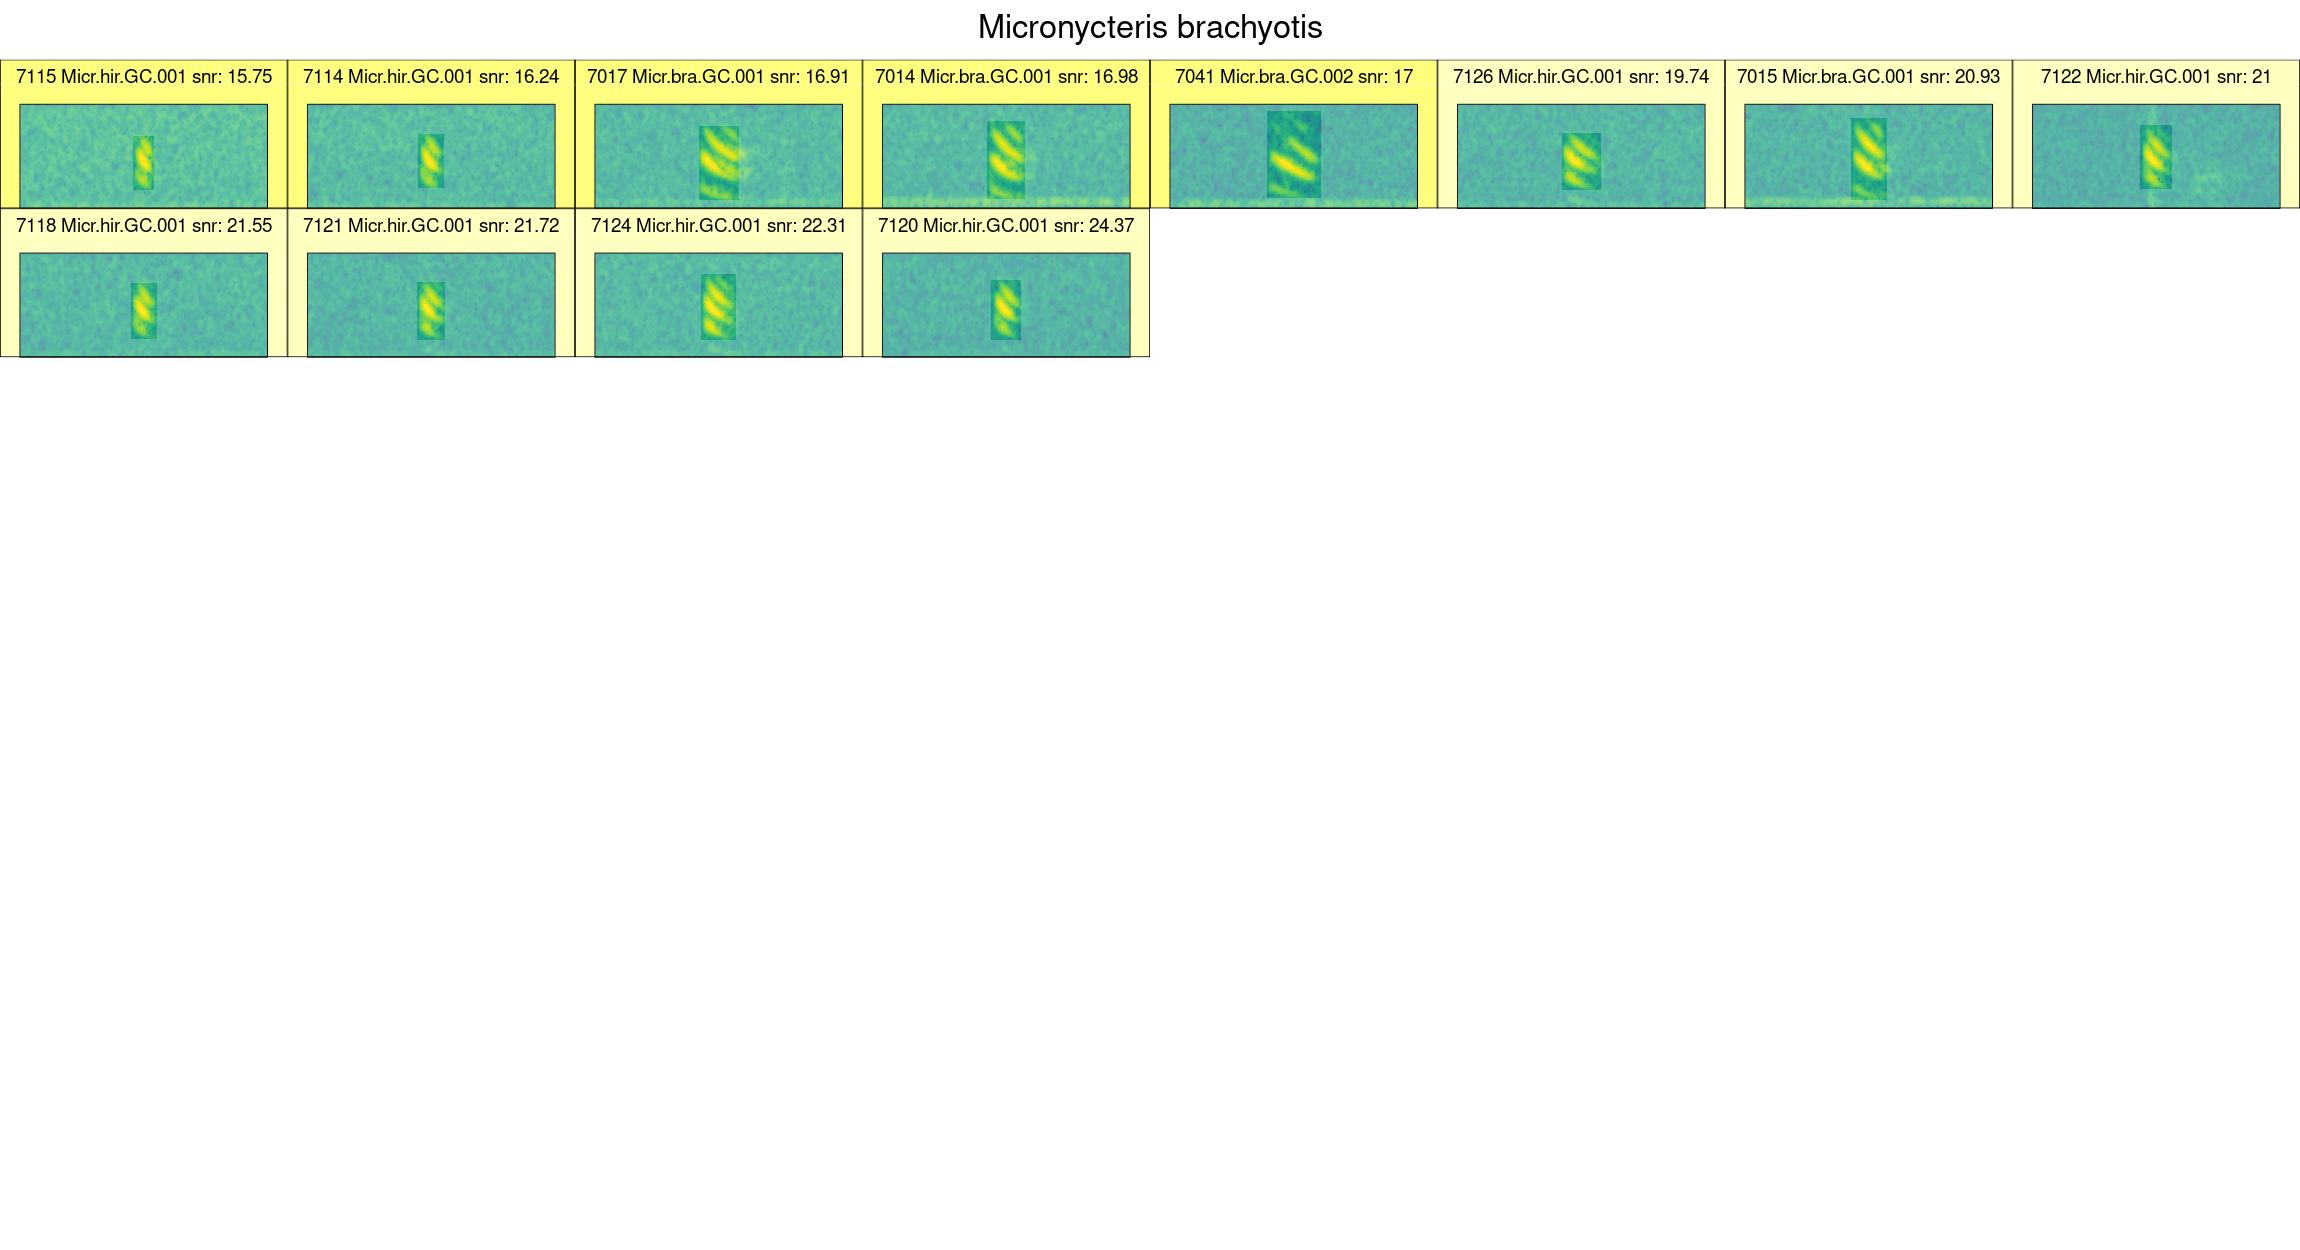 Micronycteris brachyotis
7115 Micr.hir.GC.001 snr: 15.75
7114 Micr.hir.GC.001 snr: 16.24
7017 Micr.bra.GC.001 snr: 16.91
7014 Micr.bra.GC.001 snr: 16.98
7041 Micr.bra.GC.002 snr: 17
7126 Micr.hir.GC.001 snr: 19.74
7015 Micr.bra.GC.001 snr: 20.93
7122 Micr.hir.GC.001 snr: 21
7118 Micr.hir.GC.001 snr: 21.55
7121 Micr.hir.GC.001 snr: 21.72
7124 Micr.hir.GC.001 snr: 22.31
7120 Micr.hir.GC.001 snr: 24.37